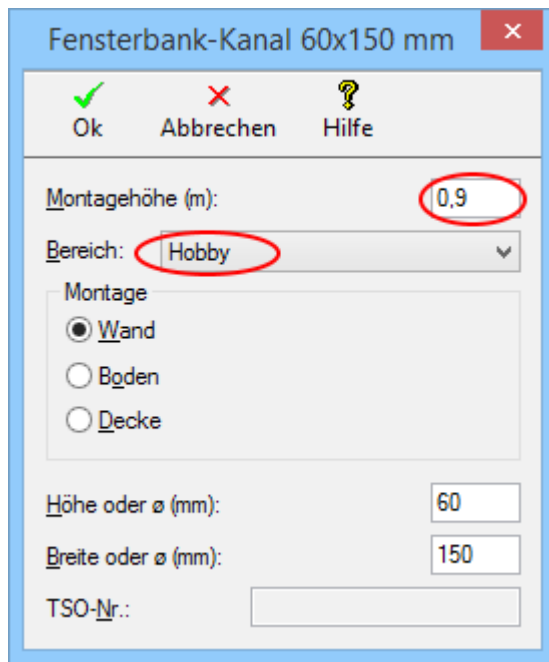 Fensterbank-Kanal 60x150 mm
Ok Abbrechen Hilfe
Montagehöhe (m): 0,9
Bereich: Hobby
Montage
Wand
Boden
Decke
Höhe oder ø (mm): 60
Breite oder ø (mm): 150
TSO-Nr.: